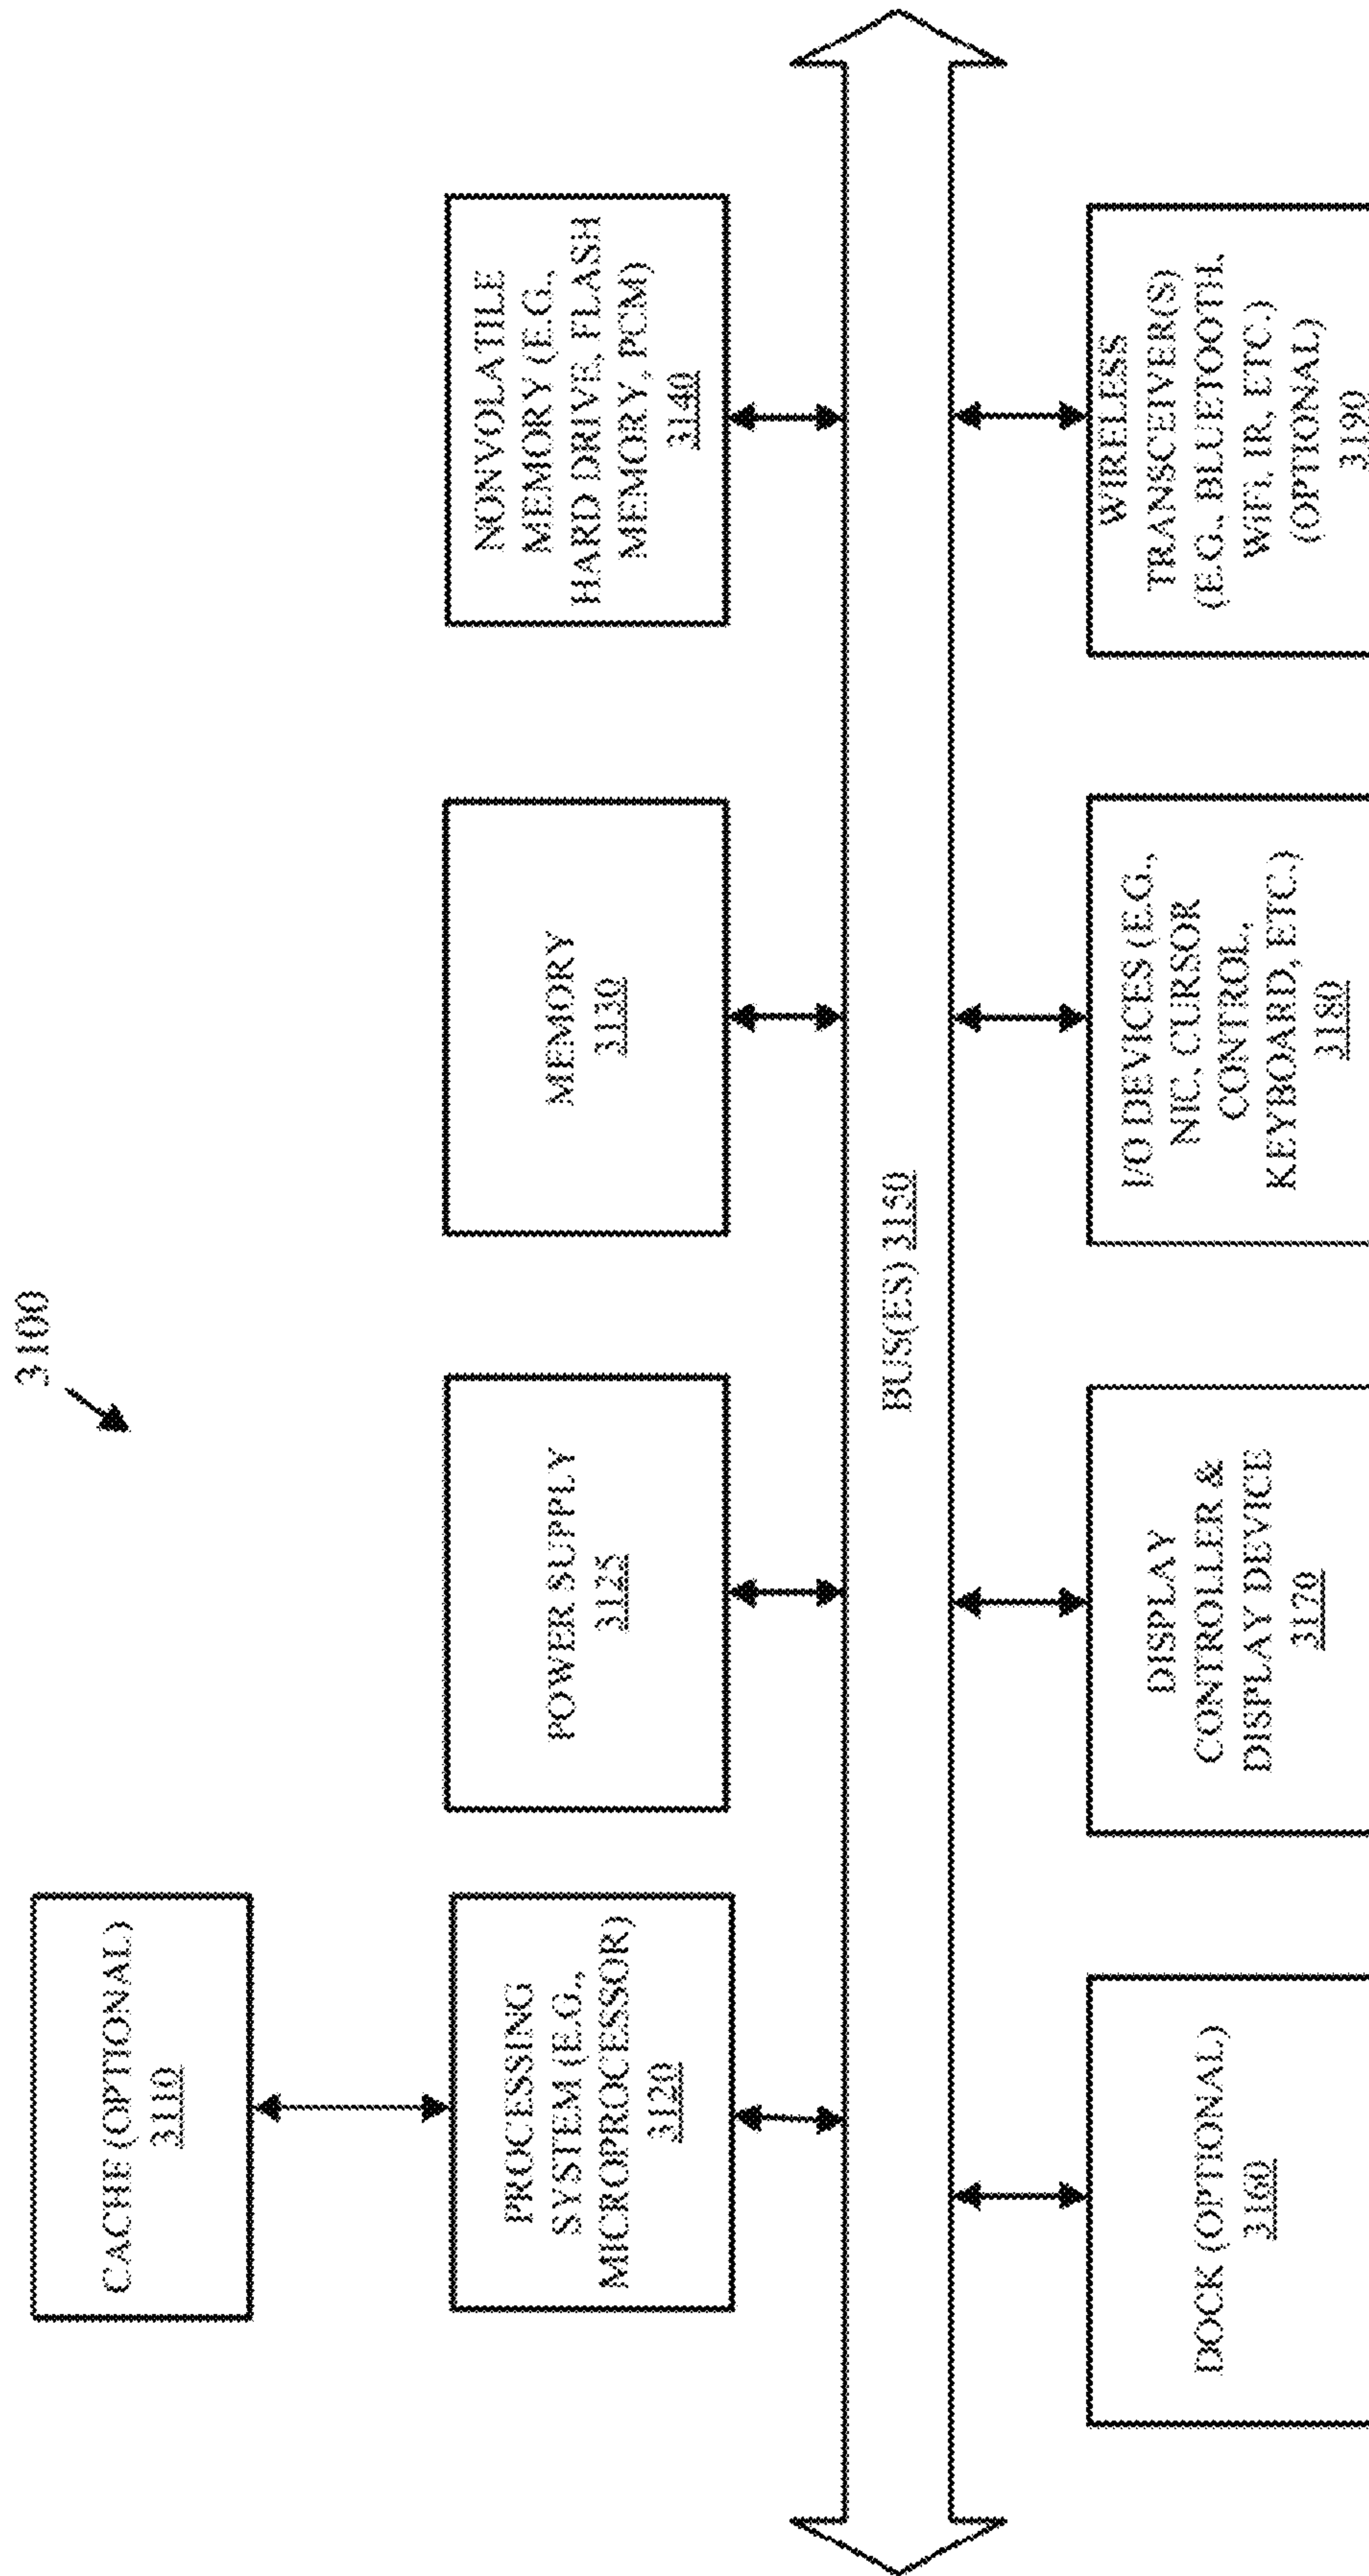 3100
CACHE (OPTIONAL)
3110
PROCESSING
SYSTEM (E.G.,
MICROPROCESSOR)
3120
POWER SUPPLY
3125
MEMORY
3130
NONVOLATILE
MEMORY (E.G.,
HARD DRIVE, FLASH
MEMORY, PCM)
3140
BUS(ES) 3150
DOCK (OPTIONAL)
3160
DISPLAY
CONTROLLER &
DISPLAY DEVICE
3170
I/O DEVICES (E.G.,
NIC, CURSOR
CONTROL,
KEYBOARD, ETC.)
3180
WIRELESS
TRANSCEIVER(S)
(E.G., BLUETOOTH,
WiFi, IR, ETC.)
(OPTIONAL)
3190